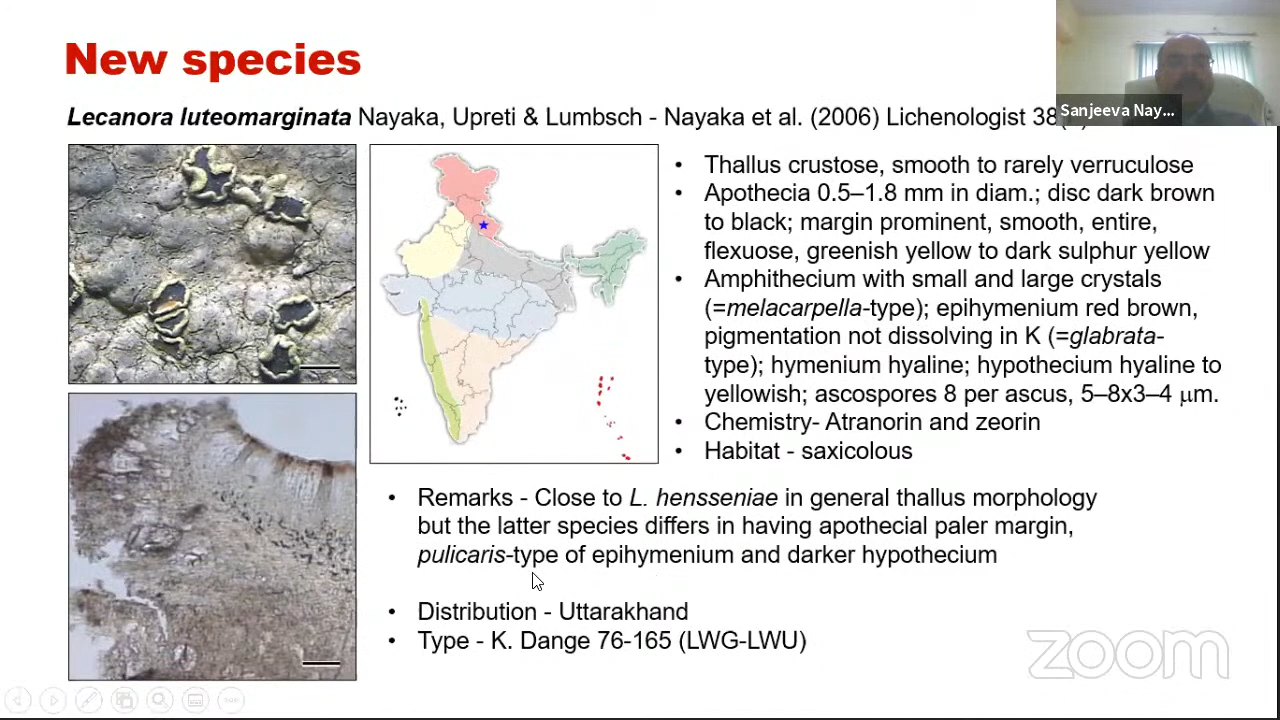 New species
Lecanora luteomarginata Nayaka, Upreti & Lumbsch - Nayaka et al. (2006) Lichenologist 38
Sanjeeva Nay...
• Thallus crustose, smooth to rarely verruculose
• Apothecia 0.5–1.8 mm in diam.; disc dark brown
to black; margin prominent, smooth, entire,
flexuose, greenish yellow to dark sulphur yellow
• Amphithecium with small and large crystals
(=melacarpella-type); epihymenium red brown,
pigmentation not dissolving in K (=glabrata-
type); hymenium hyaline; hypothecium hyaline to
yellowish; ascospores 8 per ascus, 5–8x3–4 μm.
• Chemistry- Atranorin and zeorin
• Habitat - saxicolous
• Remarks - Close to L. hensseniae in general thallus morphology
but the latter species differs in having apothecial paler margin,
pulicaris-type of epihymenium and darker hypothecium
• Distribution - Uttarakhand
• Type - K. Dange 76-165 (LWG-LWU)
zoom